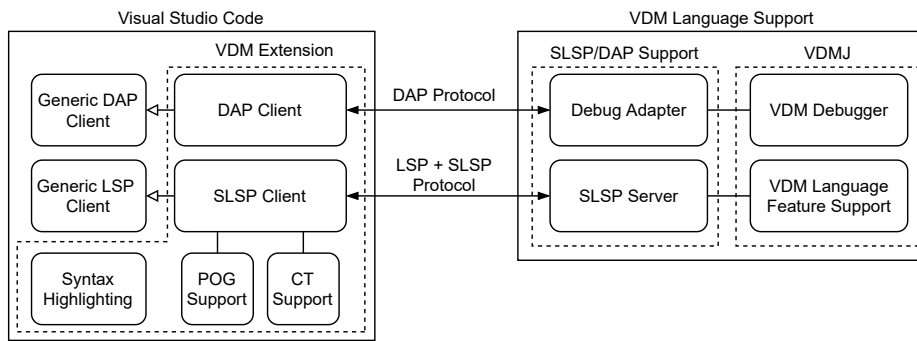 Visual Studio Code
VDM Language Support
VDM Extension
SLSP/DAP Support
VDMJ
Generic DAP
Client
DAP Client
DAP Protocol
Debug Adapter
VDM Debugger
Generic LSP
Client
SLSP Client
LSP + SLSP
Protocol
SLSP Server
VDM Language
Feature Support
Syntax
Highlighting
POG
Support
CT
Support